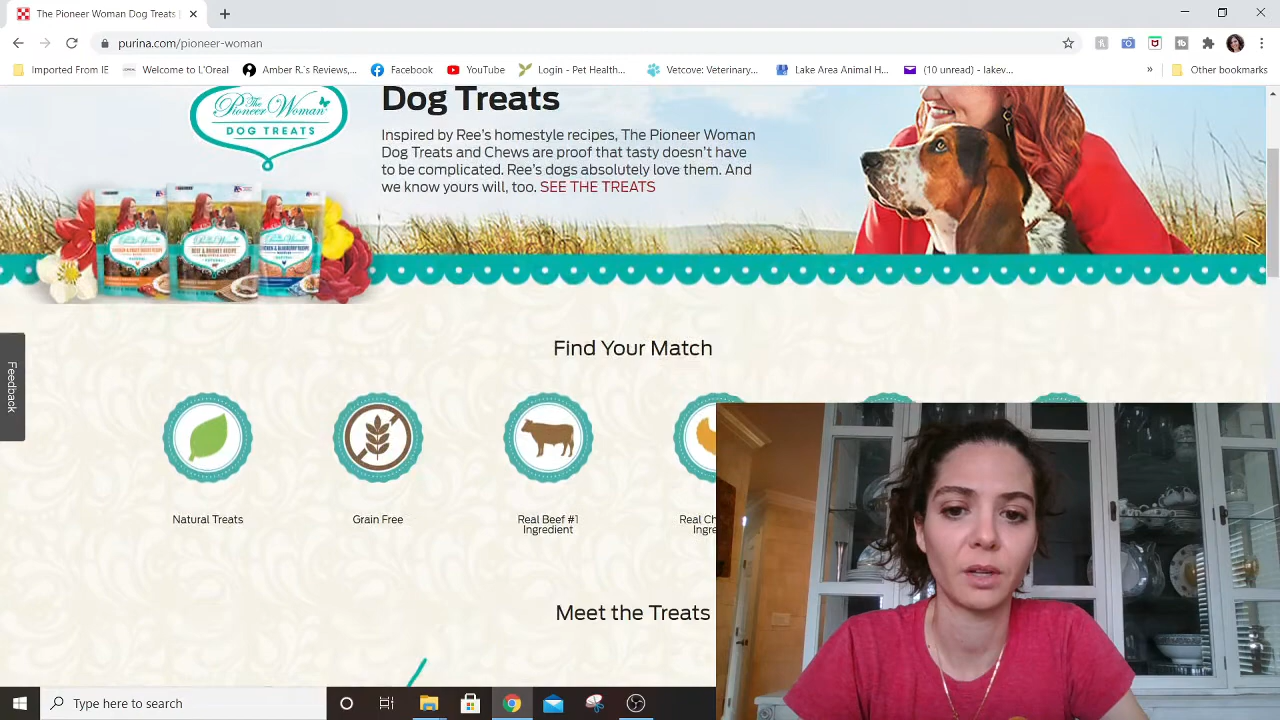 The Pioneer Woman Dog Treats |
purina.com/pioneer-woman
Imported From IE
Welcome to L'Oreal
Amber R.'s Reviews,...
Facebook
YouTube
Login - Pet Health...
Vetcove: Veterinary...
Lake Area Animal H...
(10 unread) - lakev...
»
Other bookmarks
The
Pioneer Woman
DOG TREATS
Dog Treats
Inspired by Ree's homestyle recipes, The Pioneer Woman
Dog Treats and Chews are proof that tasty doesn't have
to be complicated. Ree's dogs absolutely love them. And
we know yours will, too. SEE THE TREATS
Feedback
Find Your Match
Natural Treats
Grain Free
Real Beef #1
Ingredient
Real Ch
Ingre
Meet the Treats
Type here to search